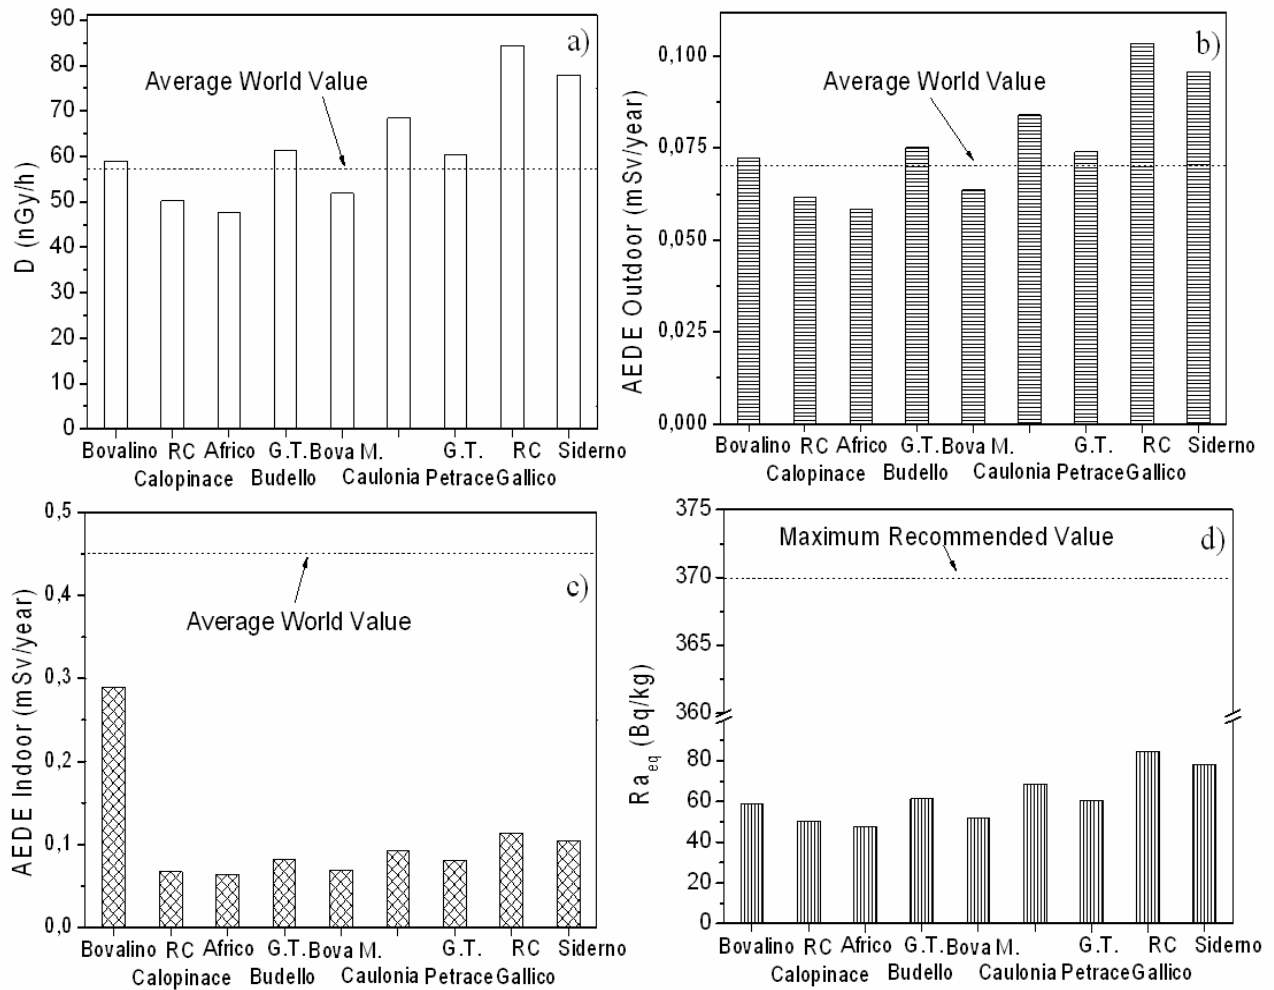 a)
Average World Value
D (nGy/h)
90
80
70
60
50
40
30
20
10
0
Bovalino RC Africo G.T. Bova M. G.T. RC Siderno
Calopinace Budello Caulonia Petrace Gallico
b)
Average World Value
AEDE Outdoor (mSv/year)
0,100
0,075
0,050
0,025
0,000
Bovalino RC Africo G.T. Bova M. G.T. RC Siderno
Calopinace Budello Caulonia Petrace Gallico
c)
Average World Value
AEDE Indoor (mSv/year)
0,5
0,4
0,3
0,2
0,1
0,0
Bovalino RC Africo G.T. Bova M. G.T. RC Siderno
Calopinace Budello Caulonia Petrace Gallico
d)
Maximum Recommended Value
Ra eq (Bq/kg)
375
370
365
360
80
60
40
20
0
Bovalino RC Africo G.T. Bova M. G.T. RC Siderno
Calopinace Budello Caulonia Petrace Gallico